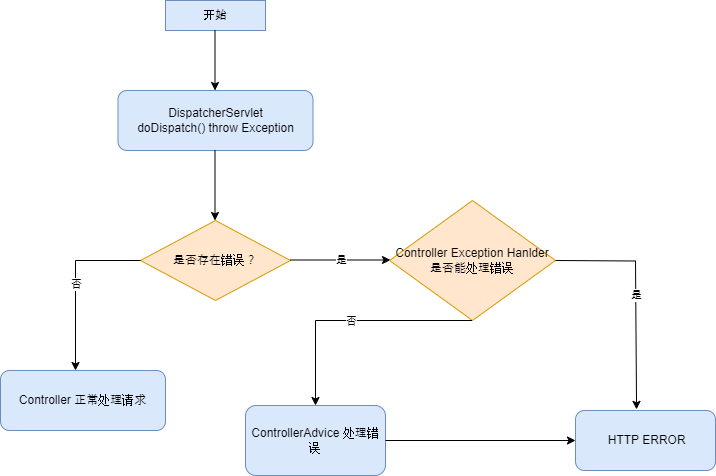 开始
DispatcherServlet
doDispatch() throw Exception
是否存在错误？
是
Controller Exception Hanlder
是否能处理错误
否
是
否
Controller 正常处理请求
ControllerAdvice 处理错
误
HTTP ERROR